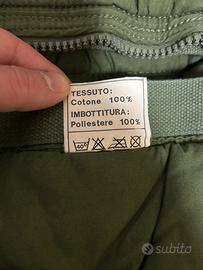 TESSUTO:
Cotone 100%
IMBOTTITURA:
Poliestere 100%
40°
subito